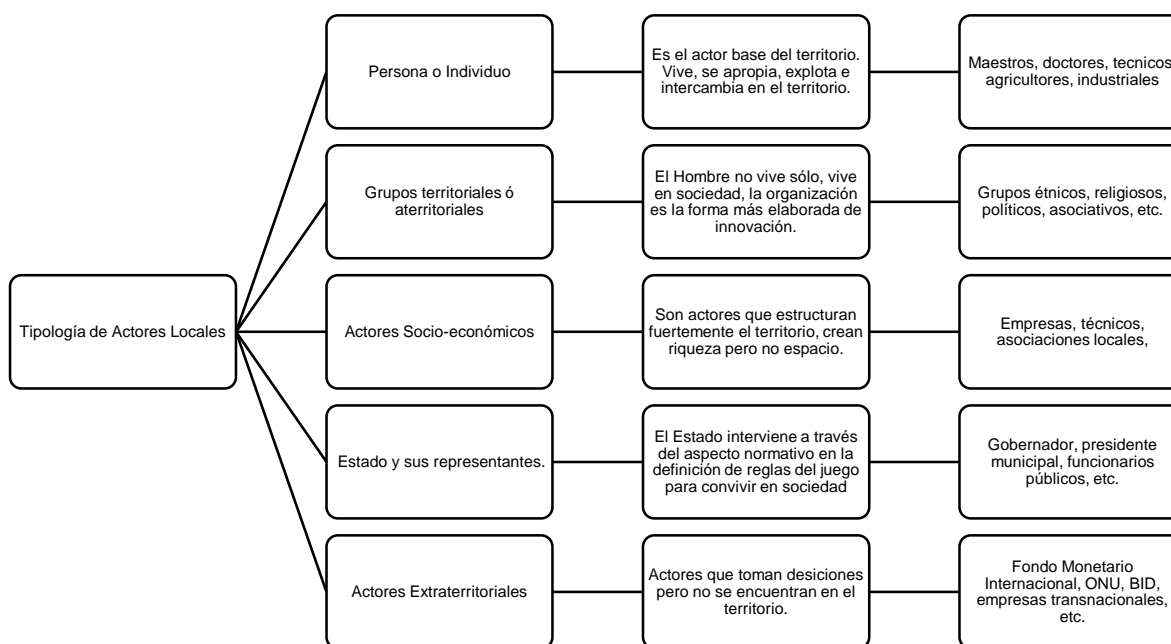 Persona o Individuo
Es el actor base del territorio.
Vive, se apropia, explota e
intercambia en el territorio.
Maestros, doctores, tecnicos,
agricultores, industriales
Grupos territoriales ó
aterritoriales
El Hombre no vive sólo, vive
en sociedad, la organización
es la forma más elaborada de
innovación.
Grupos étnicos, religiosos,
políticos, asociativos, etc.
Tipología de Actores Locales
Actores Socio-económicos
Son actores que estructuran
fuertemente el territorio, crean
riqueza pero no espacio.
Empresas, técnicos,
asociaciones locales,
Estado y sus representantes.
El Estado interviene a través
del aspecto normativo en la
definición de reglas del juego
para convivir en sociedad
Gobernador, presidente
municipal, funcionarios
públicos, etc.
Actores Extraterritoriales
Actores que toman desiciones
pero no se encuentran en el
territorio.
Fondo Monetario
Internacional, ONU, BID,
empresas transnacionales,
etc.